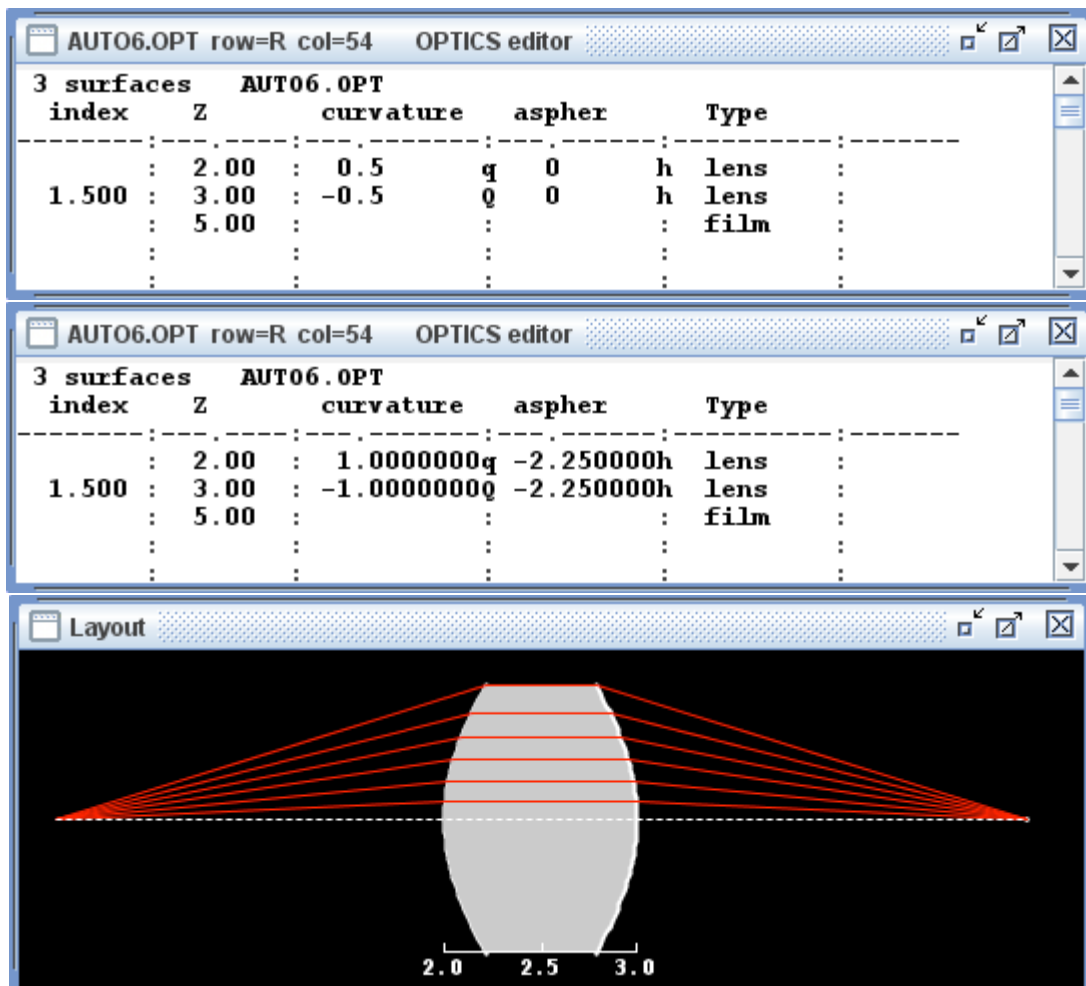 AUTO6.OPT row=R col=54 OPTICS editor
3 surfaces AUTO6.OPT
index Z curvature aspher Type
--------:---.----:---.-------:---.------:---------:-------
: 2.00 : 0.5 q 0 h lens :
1.500 : 3.00 : -0.5 Q 0 h lens :
: 5.00 : : : film :
: : : : :
: : : : :
AUTO6.OPT row=R col=54 OPTICS editor
3 surfaces AUTO6.OPT
index Z curvature aspher Type
--------:---.----:---.-------:---.------:---------:-------
: 2.00 : 1.0000000q -2.250000h lens :
1.500 : 3.00 : -1.0000000Q -2.250000h lens :
: 5.00 : : : film :
: : : : :
: : : : :
Layout
2.0 2.5 3.0